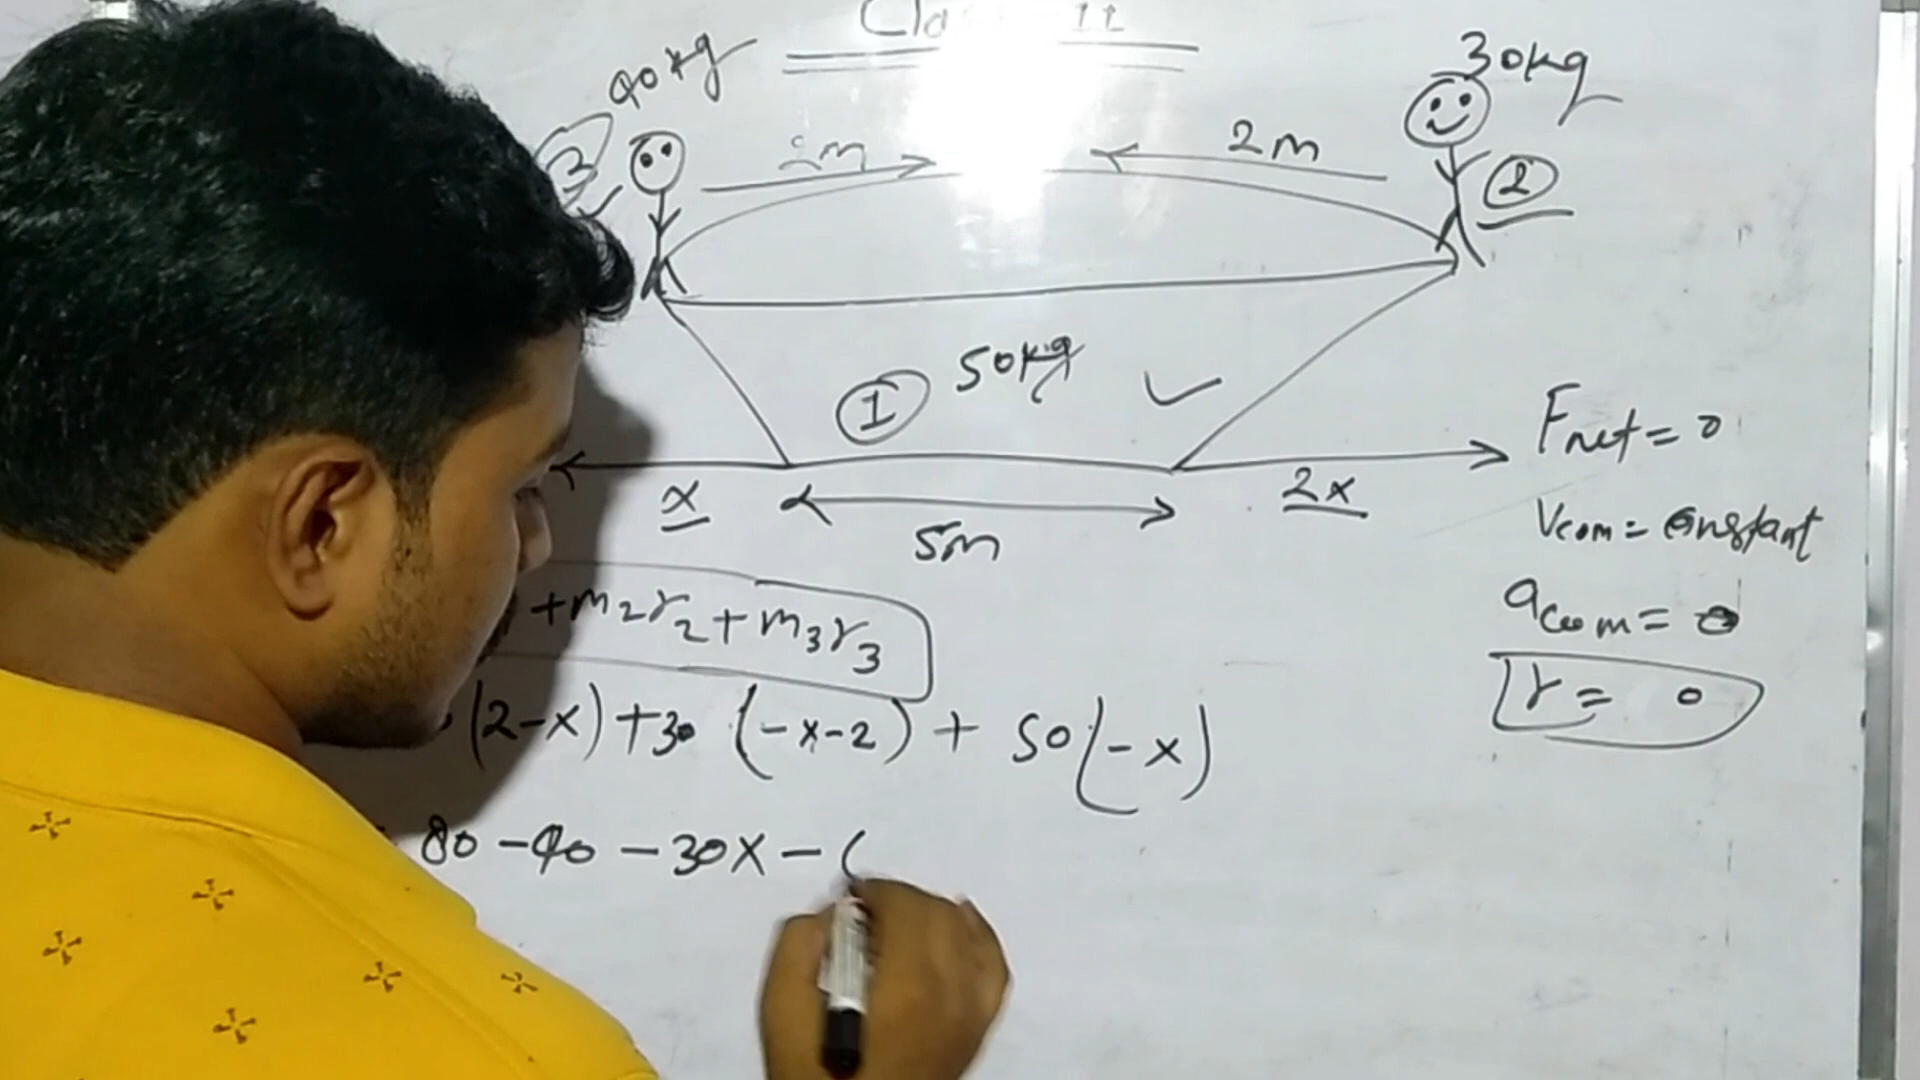 40kg
30kg
3
2m
2m
2
50kg
1
x
2x
5m
Fnet = 0
Vcom = constant
acom = 0
+ m2r2 + m3r3
r = 0
(2-x) + 30 (-x-2) + 50 (-x)
80 - 40 - 30x - (